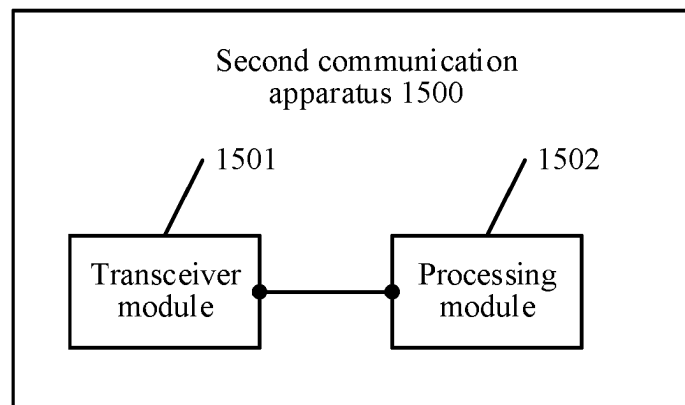 Second communication
apparatus 1500
1501
1502
Transceiver
module
Processing
module